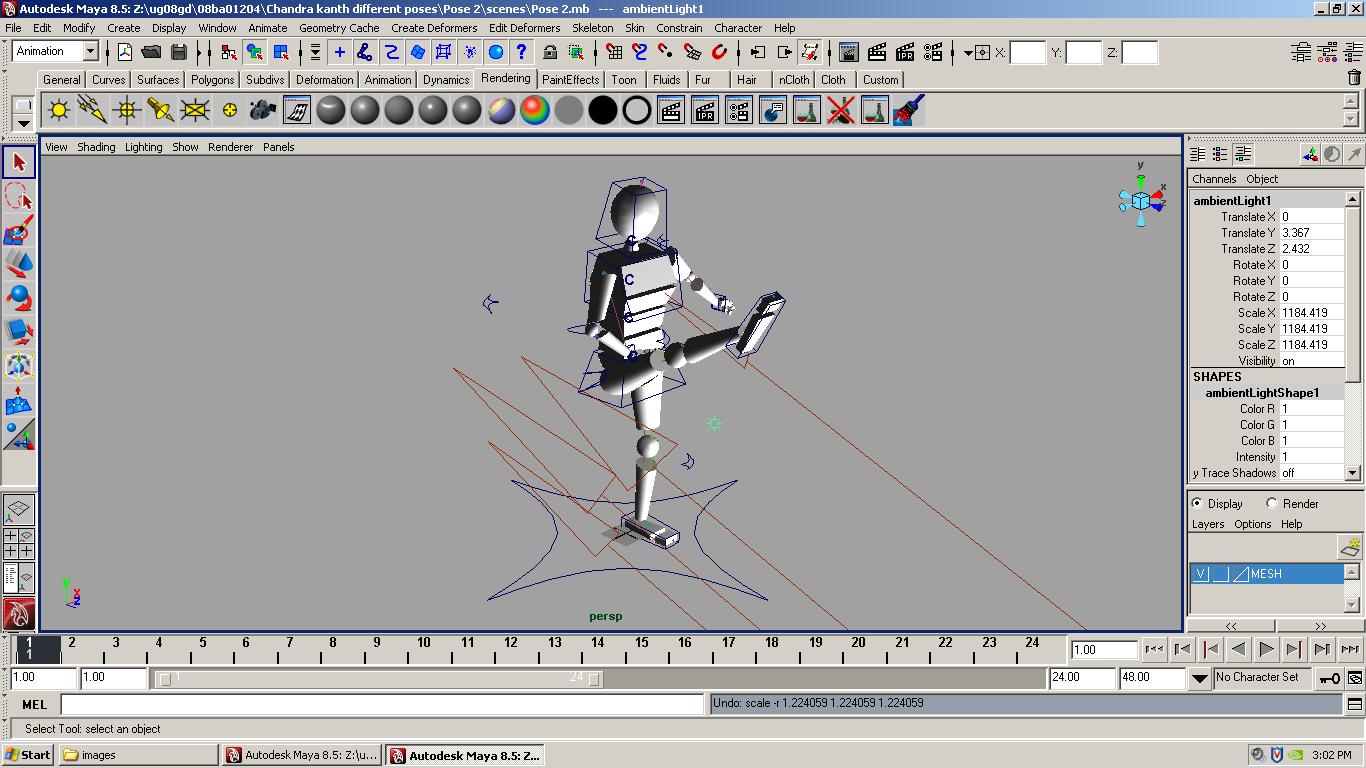 Autodesk Maya 8.5: Z:\ug08gd\08ba01204\Chandra kanth different poses\Pose 2\scenes\Pose 2.mb --- ambientLight1
File Edit Modify Create Display Window Animate Geometry Cache Create Deformers Edit Deformers Skeleton Skin Constrain Character Help
Animation X: Y: Z:
General Curves Surfaces Polygons Subdivs Deformation Animation Dynamics Rendering PaintEffects Toon Fluids Fur Hair nCloth Cloth Custom
IPR
View Shading Lighting Show Renderer Panels
Channels Object
ambientLight1
Translate X 0
Translate Y 3.367
Translate Z 2.432
Rotate X 0
Rotate Y 0
Rotate Z 0
Scale X 1184.419
Scale Y 1184.419
Scale Z 1184.419
Visibility on
SHAPES
ambientLightShape1
Color R 1
Color G 1
Color B 1
Intensity 1
y Trace Shadows off
Display Render
Layers Options Help
V MESH
y x z
C
C
y x z
persp
<< >>
1 2 3 4 5 6 7 8 9 10 11 12 13 14 15 16 17 18 19 20 21 22 23 24 1.00
1
1.00 1.00 1 24 24.00 48.00 No Character Set
MEL Undo: scale -r 1.224059 1.224059 1.224059
Select Tool: select an object
Start images Autodesk Maya 8.5: Z:\u... Autodesk Maya 8.5: Z... 3:02 PM